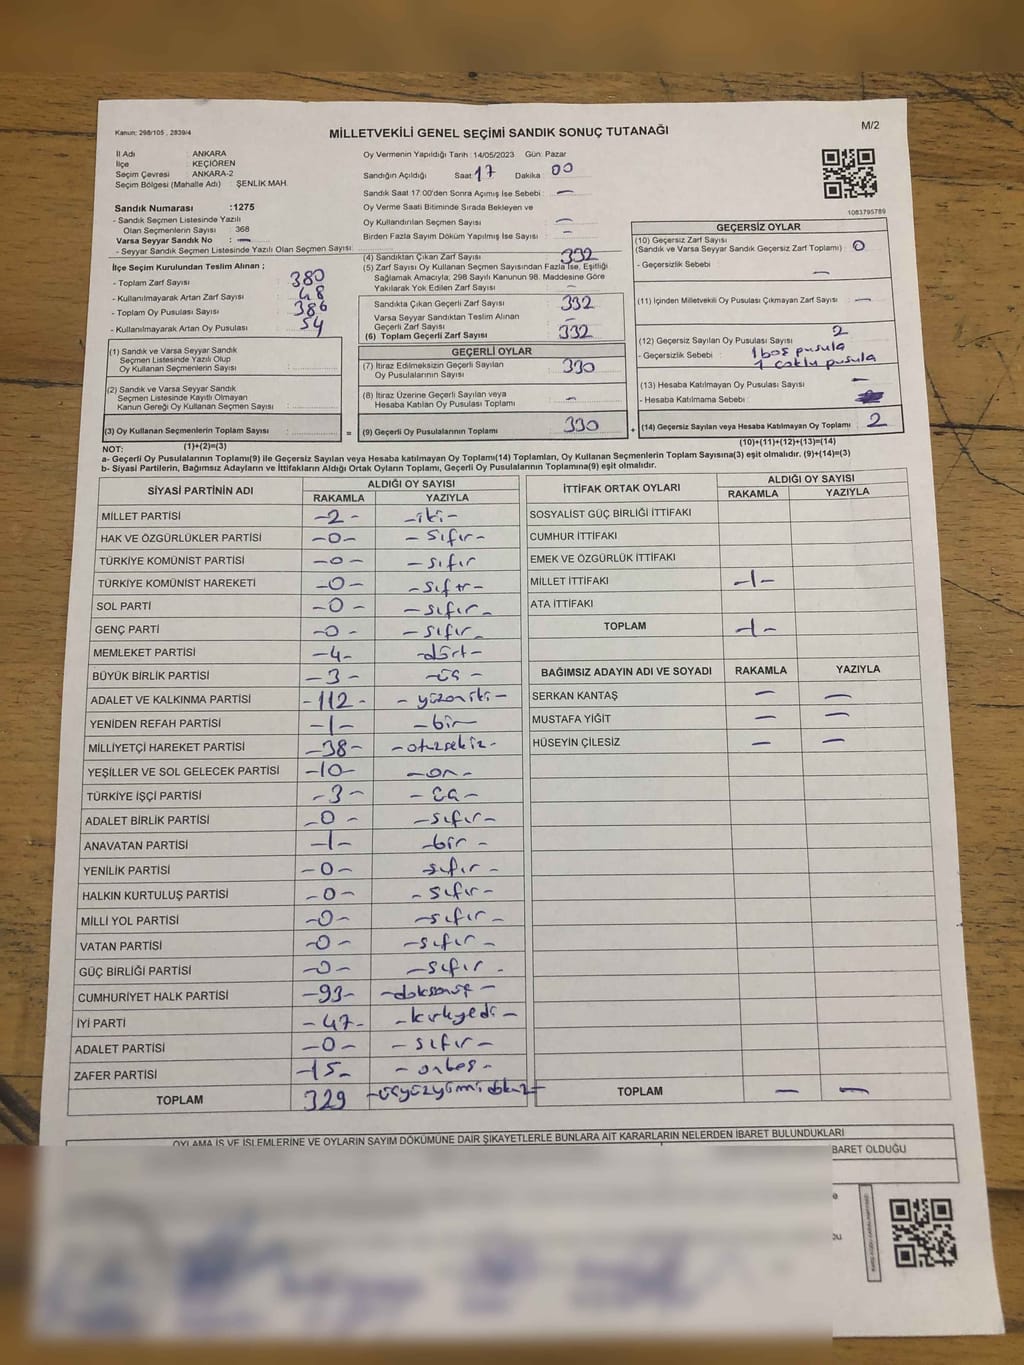 Kanun: 298/105 , 2839/4
MİLLETVEKİLİ GENEL SEÇİMİ SANDIK SONUÇ TUTANAĞI
M/2
İl Adı : ANKARA
İlçe : KEÇİÖREN
Seçim Çevresi : ANKARA-2
Seçim Bölgesi (Mahalle Adı) : ŞENLİK MAH.
Oy Vermenin Yapıldığı Tarih : 14/05/2023 Gün: Pazar
Sandığın Açıldığı Saat: 17 Dakika : 00
Sandık Saat 17:00'den Sonra Açımış İse Sebebi : —
Oy Verme Saati Bitiminde Sırada Bekleyen ve
Oy Kullandırılan Seçmen Sayısı : —
Birden Fazla Sayım Döküm Yapılmış İse Sayısı : —
1083795789
Sandık Numarası :1275
- Sandık Seçmen Listesinde Yazılı
Olan Seçmenlerin Sayısı : 368
Varsa Seyyar Sandık No : —
- Seyyar Sandık Seçmen Listesinde Yazılı Olan Seçmen Sayısı:
İlçe Seçim Kurulundan Teslim Alınan ;
- Toplam Zarf Sayısı : 380
- Kullanılmayarak Artan Zarf Sayısı : 48
- Toplam Oy Pusulası Sayısı : 386
- Kullanılmayarak Artan Oy Pusulası : 54
(1) Sandık ve Varsa Seyyar Sandık
Seçmen Listesinde Yazılı Olup
Oy Kullanan Seçmenlerin Sayısı :
(2) Sandık ve Varsa Seyyar Sandık
Seçmen Listesinde Kayıtlı Olmayan
Kanun Gereği Oy Kullanan Seçmen Sayısı :
(3) Oy Kullanan Seçmenlerin Toplam Sayısı :
(1)+(2)=(3)
(4) Sandıktan Çıkan Zarf Sayısı : 332
(5) Zarf Sayısı Oy Kullanan Seçmen Sayısından Fazla İse, Eşitliği
Sağlamak Amacıyla, 298 Sayılı Kanunun 98. Maddesine Göre
Yakılarak Yok Edilen Zarf Sayısı : —
Sandıkta Çıkan Geçerli Zarf Sayısı : 332
Varsa Seyyar Sandıktan Teslim Alınan
Geçerli Zarf Sayısı : —
(6) Toplam Geçerli Zarf Sayısı : 332
GEÇERLİ OYLAR
(7) İtiraz Edilmeksizin Geçerli Sayılan
Oy Pusulalarının Sayısı : 330
(8) İtiraz Üzerine Geçerli Sayılan veya
Hesaba Katılan Oy Pusulası Toplamı : —
= (9) Geçerli Oy Pusulalarının Toplamı : 330
GEÇERSİZ OYLAR
(10) Geçersiz Zarf Sayısı
(Sandık ve Varsa Seyyar Sandık Geçersiz Zarf Toplamı) : 0
- Geçersizlik Sebebi : —
(11) İçinden Milletvekili Oy Pusulası Çıkmayan Zarf Sayısı : —
(12) Geçersiz Sayılan Oy Pusulası Sayısı : 2
- Geçersizlik Sebebi : 1 boş pusula
1 çoklu pusula
(13) Hesaba Katılmayan Oy Pusulası Sayısı : —
- Hesaba Katılmama Sebebi :
+ (14) Geçersiz Sayılan veya Hesaba Katılmayan Oy Toplamı : 2
(10)+(11)+(12)+(13)=(14)
NOT:
a- Geçerli Oy Pusulalarının Toplamı(9) ile Geçersiz Sayılan veya Hesaba Katılmayan Oy Toplamı(14) Toplamları, Oy Kullanan Seçmenlerin Toplam Sayısına(3) eşit olmalıdır. (9)+(14)=(3)
b- Siyasi Partilerin, Bağımsız Adayların ve İttifakların Aldığı Ortak Oyların Toplamı, Geçerli Oy Pusulalarının Toplamına(9) eşit olmalıdır.
SİYASİ PARTİNİN ADI ALDIĞI OY SAYISI
RAKAMLA YAZIYLA
MİLLET PARTİSİ -2- -iki-
HAK VE ÖZGÜRLÜKLER PARTİSİ -0- -sıfır-
TÜRKİYE KOMÜNİST PARTİSİ -0- -sıfır
TÜRKİYE KOMÜNİST HAREKETİ -0- -sıfır-
SOL PARTİ -0- -sıfır-
GENÇ PARTİ -0- -sıfır-
MEMLEKET PARTİSİ -4- -dört-
BÜYÜK BİRLİK PARTİSİ -3- -üç-
ADALET VE KALKINMA PARTİSİ -112- -yüzoniki-
YENİDEN REFAH PARTİSİ -1- -bir-
MİLLİYETÇİ HAREKET PARTİSİ -38- -otuzsekiz-
YEŞİLLER VE SOL GELECEK PARTİSİ -10- -on-
TÜRKİYE İŞÇİ PARTİSİ -3- -üç-
ADALET BİRLİK PARTİSİ -0- -sıfır-
ANAVATAN PARTİSİ -1- -bir-
YENİLİK PARTİSİ -0- sıfır-
HALKIN KURTULUŞ PARTİSİ -0- -sıfır-
MİLLİ YOL PARTİSİ -0- -sıfır-
VATAN PARTİSİ -0- -sıfır-
GÜÇ BİRLİĞİ PARTİSİ -0- -sıfır-
CUMHURİYET HALK PARTİSİ -93- -doksanüç-
İYİ PARTİ -47- -kırkyedi-
ADALET PARTİSİ -0- -sıfır-
ZAFER PARTİSİ -15- -onbeş-
TOPLAM 329 -üçyüzyirmidokuz-
İTTİFAK ORTAK OYLARI ALDIĞI OY SAYISI
RAKAMLA YAZIYLA
SOSYALİST GÜÇ BİRLİĞİ İTTİFAKI
CUMHUR İTTİFAKI
EMEK VE ÖZGÜRLÜK İTTİFAKI
MİLLET İTTİFAKI -1-
ATA İTTİFAKI
TOPLAM -1-
BAĞIMSIZ ADAYIN ADI VE SOYADI RAKAMLA YAZIYLA
SERKAN KANTAŞ — —
MUSTAFA YİĞİT — —
HÜSEYİN ÇİLESİZ — —
TOPLAM — —
OYLAMA İŞ VE İŞLEMLERİNE VE OYLARIN SAYIM DÖKÜMÜNE DAİR ŞİKAYETLERLE BUNLARA AİT KARARLARIN NELERDEN İBARET BULUNDUKLARI
BARET OLDUĞU